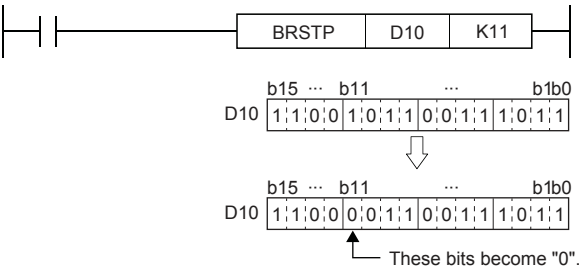 BRSTP D10 K11
b15 ··· b11 ··· b1b0
D10 1 1 0 0 1 0 1 1 0 0 1 1 1 0 1 1
b15 ··· b11 ··· b1b0
D10 1 1 0 0 0 0 1 1 0 0 1 1 1 0 1 1
These bits become "0".